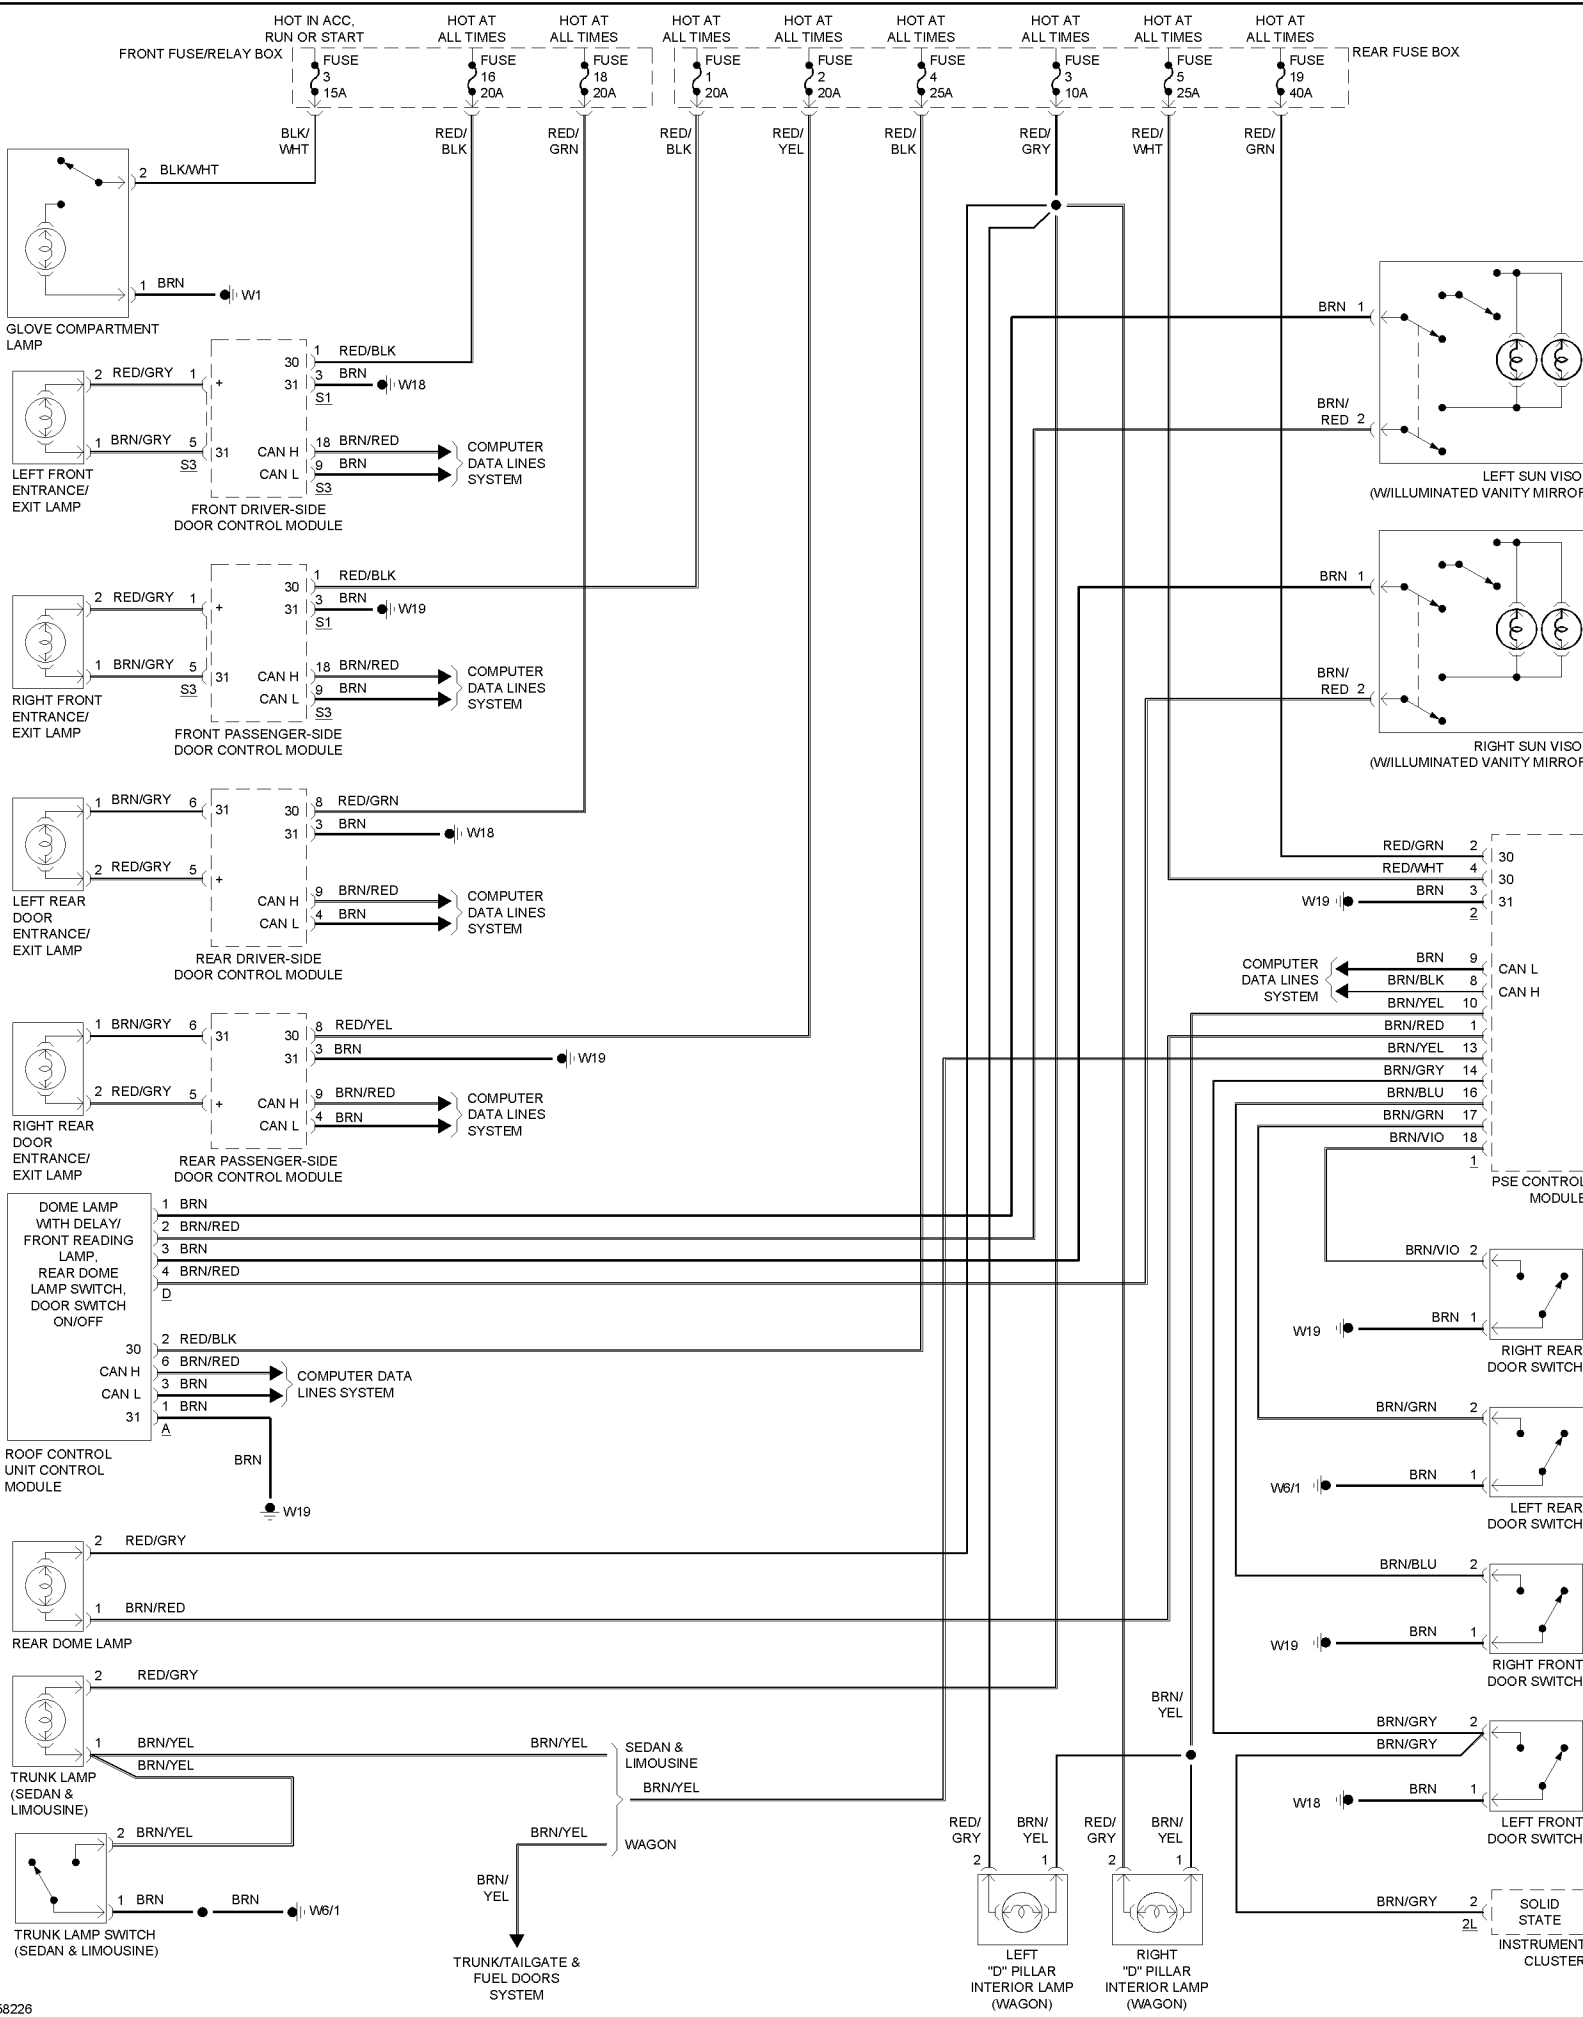 HOT IN ACC,
RUN OR START
HOT AT
ALL TIMES
HOT AT
ALL TIMES
HOT AT
ALL TIMES
HOT AT
ALL TIMES
HOT AT
ALL TIMES
HOT AT
ALL TIMES
HOT AT
ALL TIMES
HOT AT
ALL TIMES
FRONT FUSE/RELAY BOX
FUSE
3
15A
FUSE
16
20A
FUSE
18
20A
FUSE
1
20A
FUSE
2
20A
FUSE
4
25A
FUSE
3
10A
FUSE
5
25A
FUSE
19
40A
REAR FUSE BOX
BLK/
WHT
RED/
BLK
RED/
GRN
RED/
BLK
RED/
YEL
RED/
BLK
RED/
GRY
RED/
WHT
RED/
GRN
2 BLK/WHT
1 BRN
W1
GLOVE COMPARTMENT
LAMP
2 RED/GRY 1
+
1 BRN/GRY 5
31
S3
LEFT FRONT
ENTRANCE/
EXIT LAMP
30 1 RED/BLK
31 3 BRN W18
S1
CAN H 18 BRN/RED
CAN L 9 BRN
S3
COMPUTER
DATA LINES
SYSTEM
FRONT DRIVER-SIDE
DOOR CONTROL MODULE
2 RED/GRY 1
+
1 BRN/GRY 5
31
S3
RIGHT FRONT
ENTRANCE/
EXIT LAMP
30 1 RED/BLK
31 3 BRN W19
S1
CAN H 18 BRN/RED
CAN L 9 BRN
S3
COMPUTER
DATA LINES
SYSTEM
FRONT PASSENGER-SIDE
DOOR CONTROL MODULE
1 BRN/GRY 6
31
2 RED/GRY 5
+
LEFT REAR
DOOR
ENTRANCE/
EXIT LAMP
30 8 RED/GRN
31 3 BRN W18
CAN H 9 BRN/RED
CAN L 4 BRN
COMPUTER
DATA LINES
SYSTEM
REAR DRIVER-SIDE
DOOR CONTROL MODULE
1 BRN/GRY 6
31
2 RED/GRY 5
+
RIGHT REAR
DOOR
ENTRANCE/
EXIT LAMP
30 8 RED/YEL
31 3 BRN W19
CAN H 9 BRN/RED
CAN L 4 BRN
COMPUTER
DATA LINES
SYSTEM
REAR PASSENGER-SIDE
DOOR CONTROL MODULE
DOME LAMP
WITH DELAY/
FRONT READING
LAMP,
REAR DOME
LAMP SWITCH,
DOOR SWITCH
ON/OFF
1 BRN
2 BRN/RED
3 BRN
4 BRN/RED
D
30 2 RED/BLK
CAN H 6 BRN/RED
CAN L 3 BRN
31 1 BRN
A
COMPUTER DATA
LINES SYSTEM
BRN
W19
ROOF CONTROL
UNIT CONTROL
MODULE
2 RED/GRY
1 BRN/RED
REAR DOME LAMP
2 RED/GRY
1 BRN/YEL
BRN/YEL
TRUNK LAMP
(SEDAN &
LIMOUSINE)
2 BRN/YEL
1 BRN BRN W6/1
TRUNK LAMP SWITCH
(SEDAN & LIMOUSINE)
BRN/YEL
SEDAN &
LIMOUSINE
BRN/YEL
BRN/YEL
WAGON
BRN/
YEL
TRUNK/TAILGATE &
FUEL DOORS
SYSTEM
BRN/
YEL
RED/
GRY
2
BRN/
YEL
1
RED/
GRY
2
BRN/
YEL
1
LEFT
"D" PILLAR
INTERIOR LAMP
(WAGON)
RIGHT
"D" PILLAR
INTERIOR LAMP
(WAGON)
BRN 1
BRN/
RED 2
LEFT SUN VISO
(W/ILLUMINATED VANITY MIRROR
BRN 1
BRN/
RED 2
RIGHT SUN VISO
(W/ILLUMINATED VANITY MIRROR
RED/GRN 2 30
RED/WHT 4 30
W19 BRN 3 31
2
COMPUTER
DATA LINES
SYSTEM
BRN 9 CAN L
BRN/BLK 8 CAN H
BRN/YEL 10
BRN/RED 1
BRN/YEL 13
BRN/GRY 14
BRN/BLU 16
BRN/GRN 17
BRN/VIO 18
1
PSE CONTROL
MODULE
BRN/VIO 2
W19 BRN 1
RIGHT REAR
DOOR SWITCH
BRN/GRN 2
W6/1 BRN 1
LEFT REAR
DOOR SWITCH
BRN/BLU 2
W19 BRN 1
RIGHT FRONT
DOOR SWITCH
BRN/GRY 2
BRN/GRY
W18 BRN 1
LEFT FRONT
DOOR SWITCH
BRN/GRY 2
2L
SOLID
STATE
INSTRUMENT
CLUSTER
58226